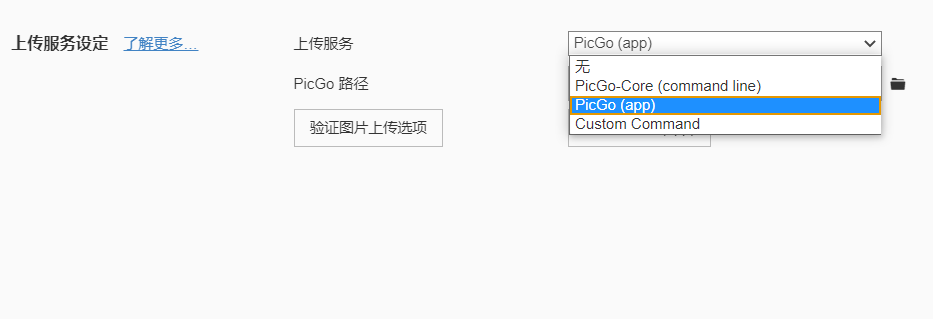 上传服务设定 了解更多... 上传服务 PicGo (app)
无
PicGo 路径
PicGo-Core (command line)
PicGo (app)
验证图片上传选项
Custom Command